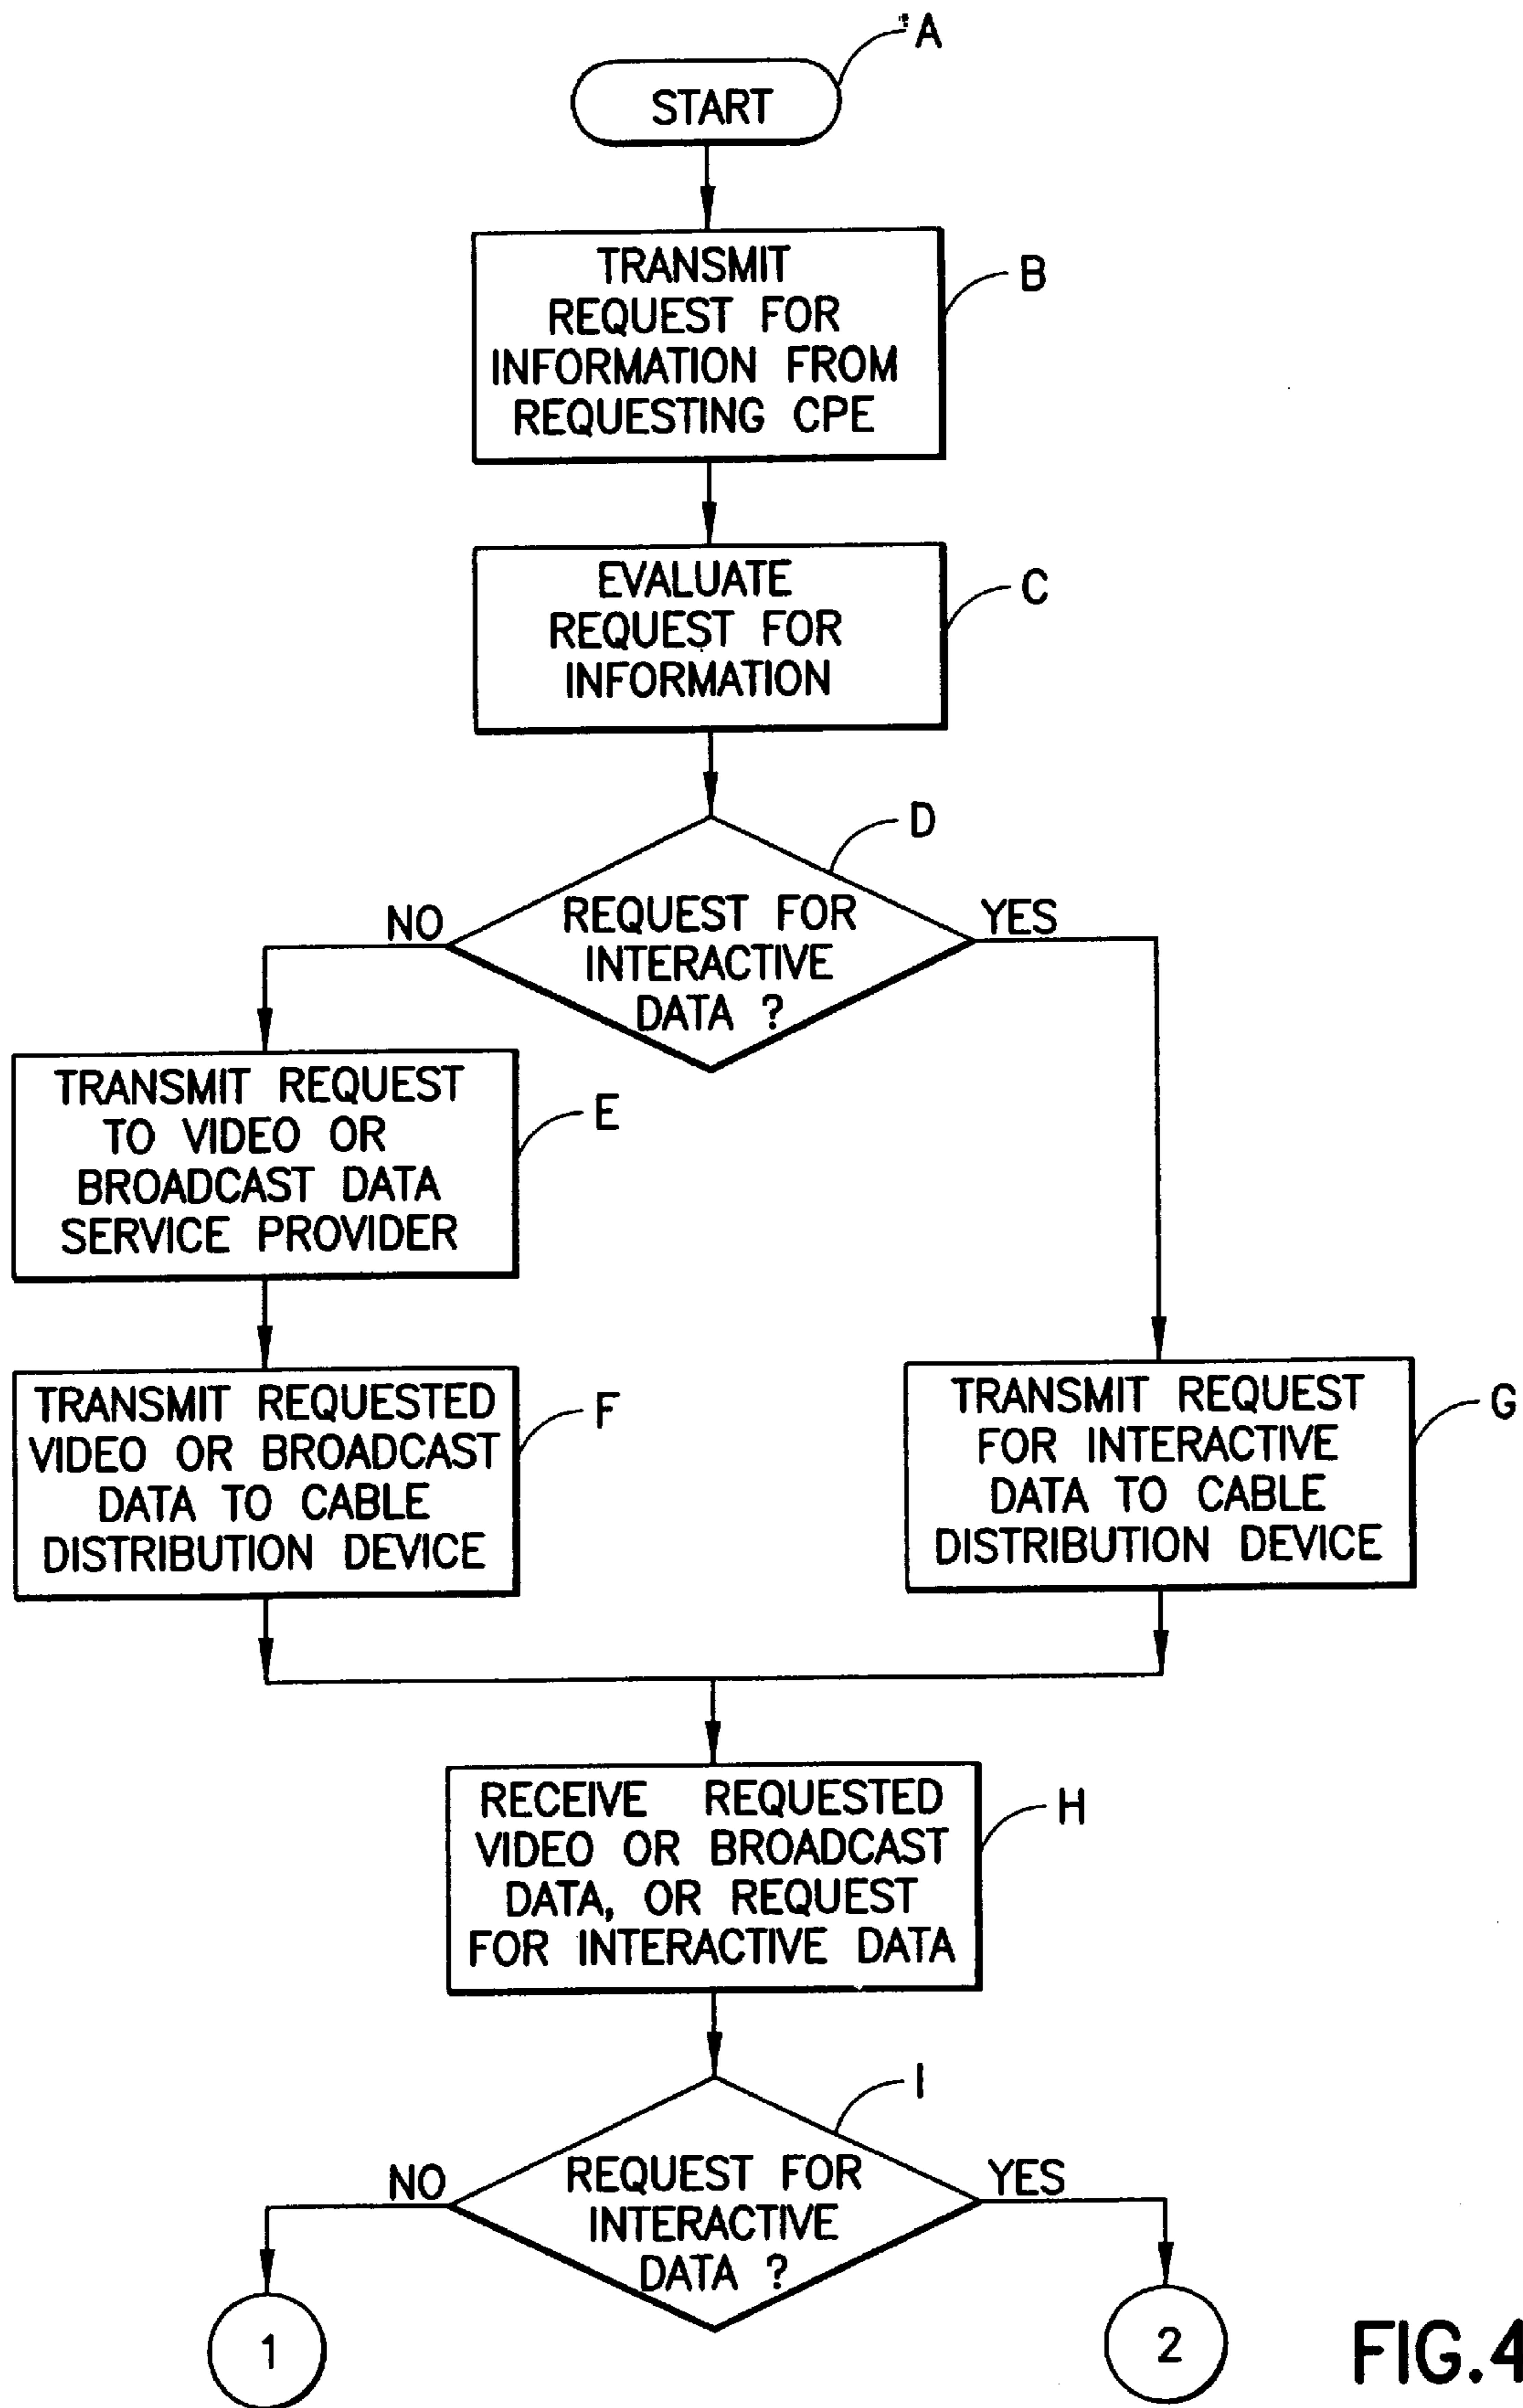 A
START
TRANSMIT
REQUEST FOR
INFORMATION FROM
REQUESTING CPE
B
EVALUATE
REQUEST FOR
INFORMATION
C
D
NO
REQUEST FOR
INTERACTIVE
DATA ?
YES
TRANSMIT REQUEST
TO VIDEO OR
BROADCAST DATA
SERVICE PROVIDER
E
TRANSMIT REQUESTED
VIDEO OR BROADCAST
DATA TO CABLE
DISTRIBUTION DEVICE
F
TRANSMIT REQUEST
FOR INTERACTIVE
DATA TO CABLE
DISTRIBUTION DEVICE
G
RECEIVE REQUESTED
VIDEO OR BROADCAST
DATA, OR REQUEST
FOR INTERACTIVE DATA
H
I
NO
REQUEST FOR
INTERACTIVE
DATA ?
YES
1
2
FIG.4